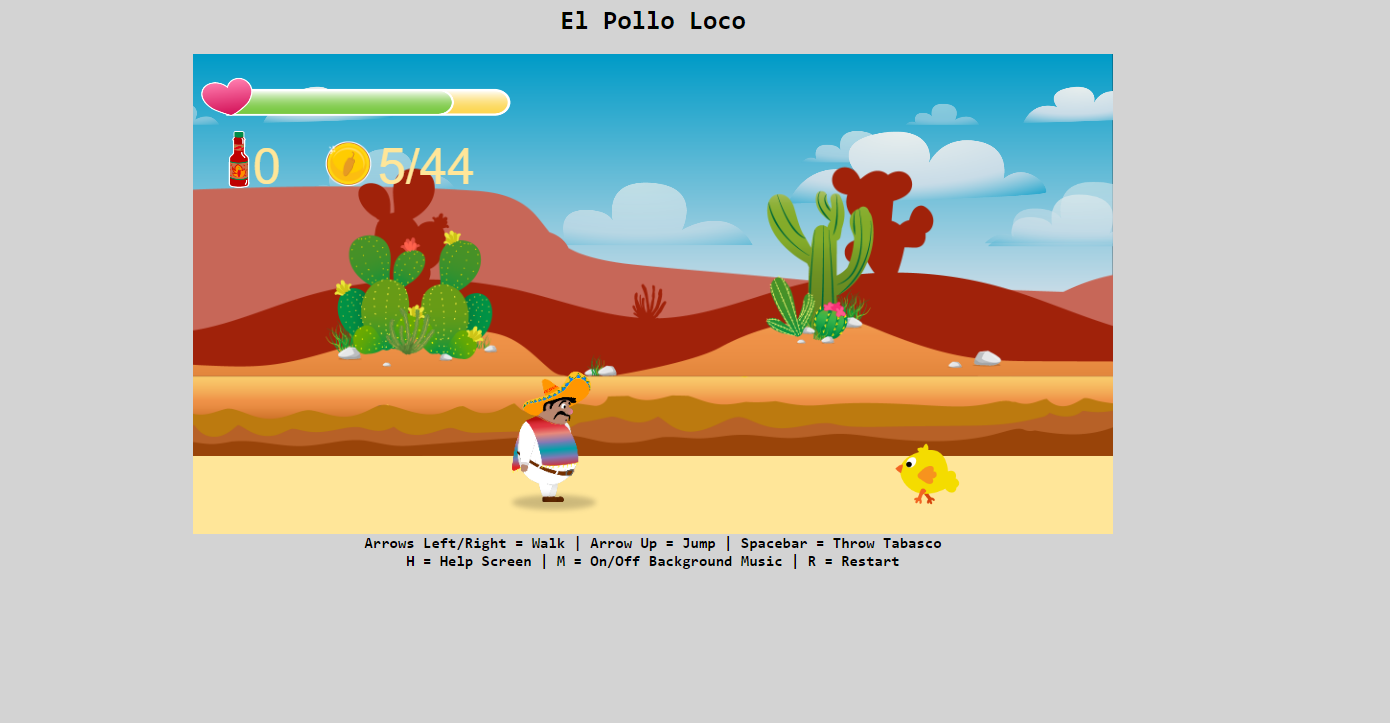 El Pollo Loco
0 5/44
Arrows Left/Right = Walk | Arrow Up = Jump | Spacebar = Throw Tabasco
H = Help Screen | M = On/Off Background Music | R = Restart